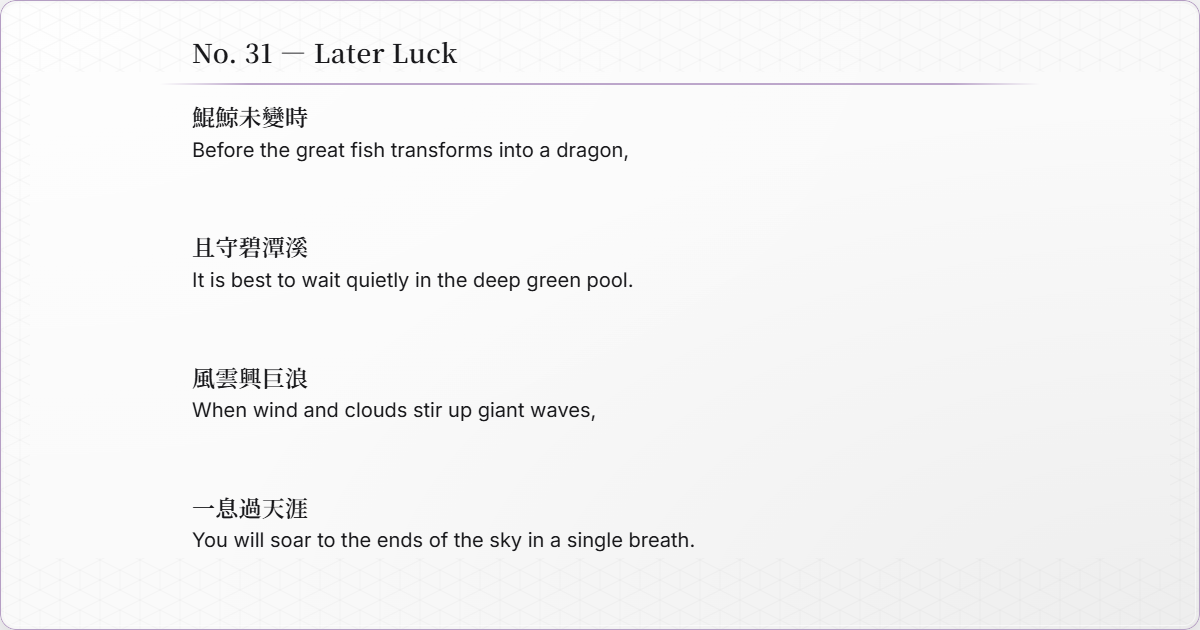 No. 31 — Later Luck
鯤鯨未變時
Before the great fish transforms into a dragon,
且守碧潭溪
It is best to wait quietly in the deep green pool.
風雲興巨浪
When wind and clouds stir up giant waves,
一息過天涯
You will soar to the ends of the sky in a single breath.